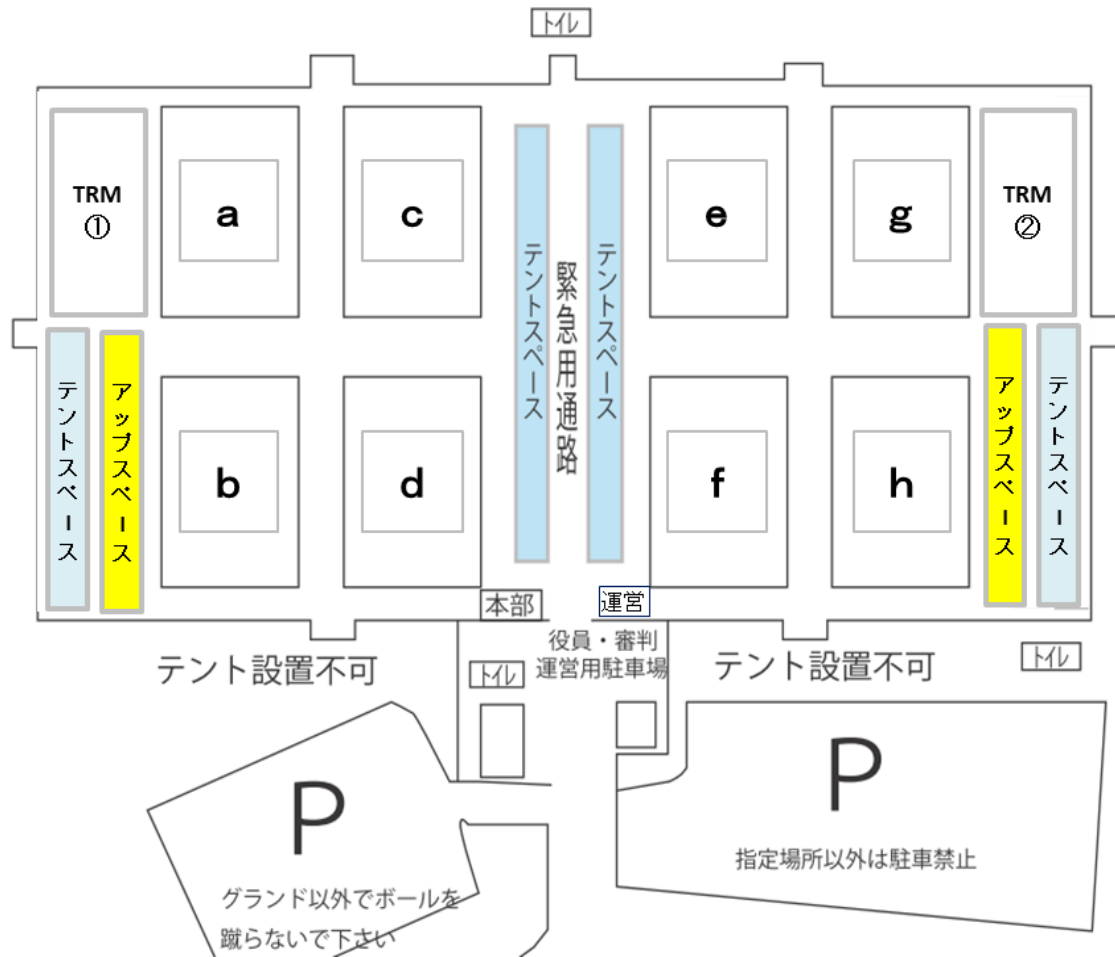 トイレ
TRM
①
a
c
e
g
TRM
②
テントスペース
緊急用通路
テントスペース
テントスペース
アップスペース
b
d
f
h
アップスペース
テントスペース
本部
運営
役員・審判
運営用駐車場
テント設置不可
トイレ
テント設置不可
トイレ
P
グランド以外でボールを
蹴らないで下さい
P
指定場所以外は駐車禁止